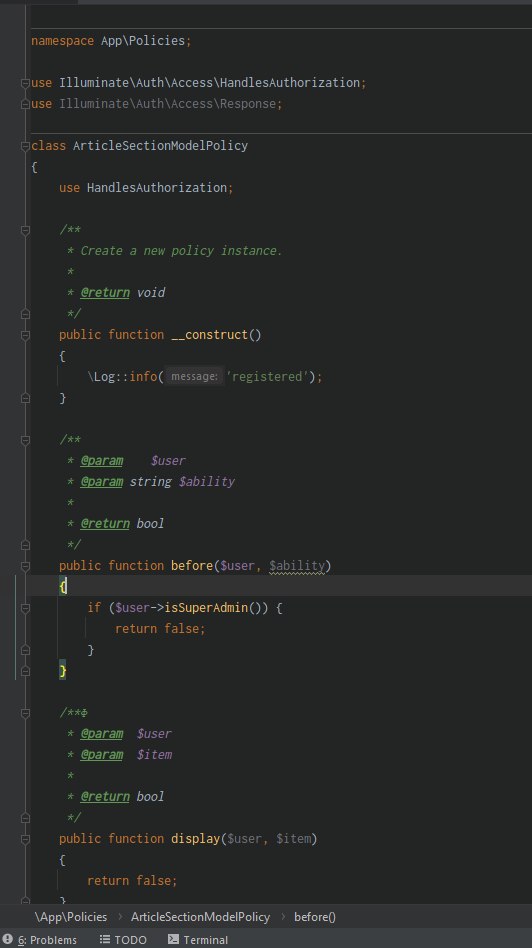 namespace App\Policies;
use Illuminate\Auth\Access\HandlesAuthorization;
use Illuminate\Auth\Access\Response;
class ArticleSectionModelPolicy
{
use HandlesAuthorization;
/**
* Create a new policy instance.
*
* @return void
*/
public function __construct()
{
\Log::info( message: 'registered');
}
/**
* @param    $user
* @param string $ability
*
* @return bool
*/
public function before($user, $ability)
{
if ($user->isSuperAdmin()) {
return false;
}
}
/**Ф
* @param  $user
* @param  $item
*
* @return bool
*/
public function display($user, $item)
{
return false;
}
\App\Policies › ArticleSectionModelPolicy › before()
6: Problems TODO Terminal